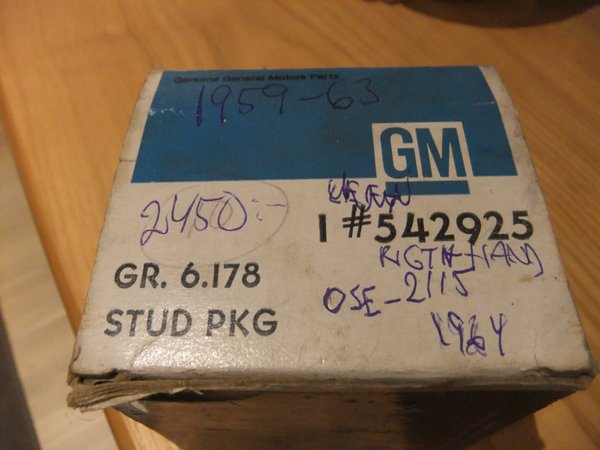 Genuine General Motors Parts
1959-63
GM
2450:-
1 #542925
GR. 6.178
RIGTH-HAND
OSE-2115
STUD PKG
1964